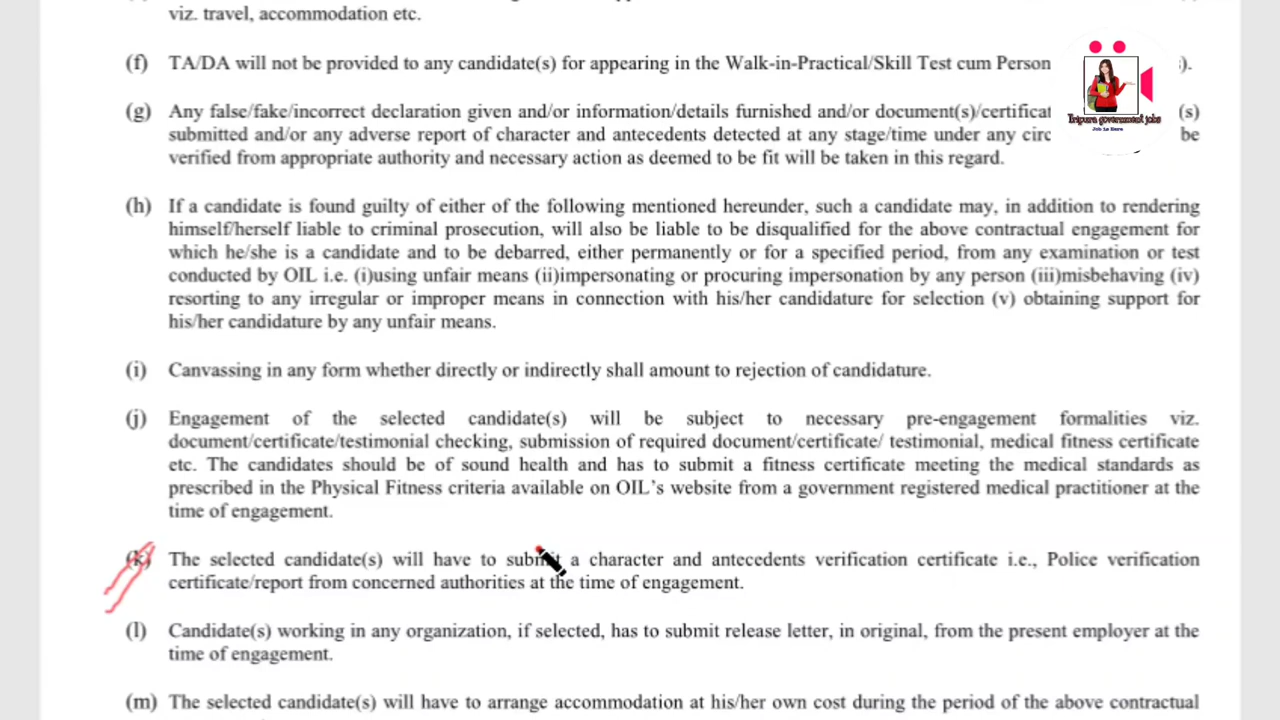 viz. travel, accommodation etc.
(f) TA/DA will not be provided to any candidate(s) for appearing in the Walk-in-Practical/Skill Test cum Person ).
(g) Any false/fake/incorrect declaration given and/or information/details furnished and/or document(s)/certificat (s)
submitted and/or any adverse report of character and antecedents detected at any stage/time under any circ be
verified from appropriate authority and necessary action as deemed to be fit will be taken in this regard.
Tripura government jobs
Job is Here
(h) If a candidate is found guilty of either of the following mentioned hereunder, such a candidate may, in addition to rendering
himself/herself liable to criminal prosecution, will also be liable to be disqualified for the above contractual engagement for
which he/she is a candidate and to be debarred, either permanently or for a specified period, from any examination or test
conducted by OIL i.e. (i)using unfair means (ii)impersonating or procuring impersonation by any person (iii)misbehaving (iv)
resorting to any irregular or improper means in connection with his/her candidature for selection (v) obtaining support for
his/her candidature by any unfair means.
(i) Canvassing in any form whether directly or indirectly shall amount to rejection of candidature.
(j) Engagement of the selected candidate(s) will be subject to necessary pre-engagement formalities viz.
document/certificate/testimonial checking, submission of required document/certificate/ testimonial, medical fitness certificate
etc. The candidates should be of sound health and has to submit a fitness certificate meeting the medical standards as
prescribed in the Physical Fitness criteria available on OIL's website from a government registered medical practitioner at the
time of engagement.
(k) The selected candidate(s) will have to submit a character and antecedents verification certificate i.e., Police verification
certificate/report from concerned authorities at the time of engagement.
(l) Candidate(s) working in any organization, if selected, has to submit release letter, in original, from the present employer at the
time of engagement.
(m) The selected candidate(s) will have to arrange accommodation at his/her own cost during the period of the above contractual